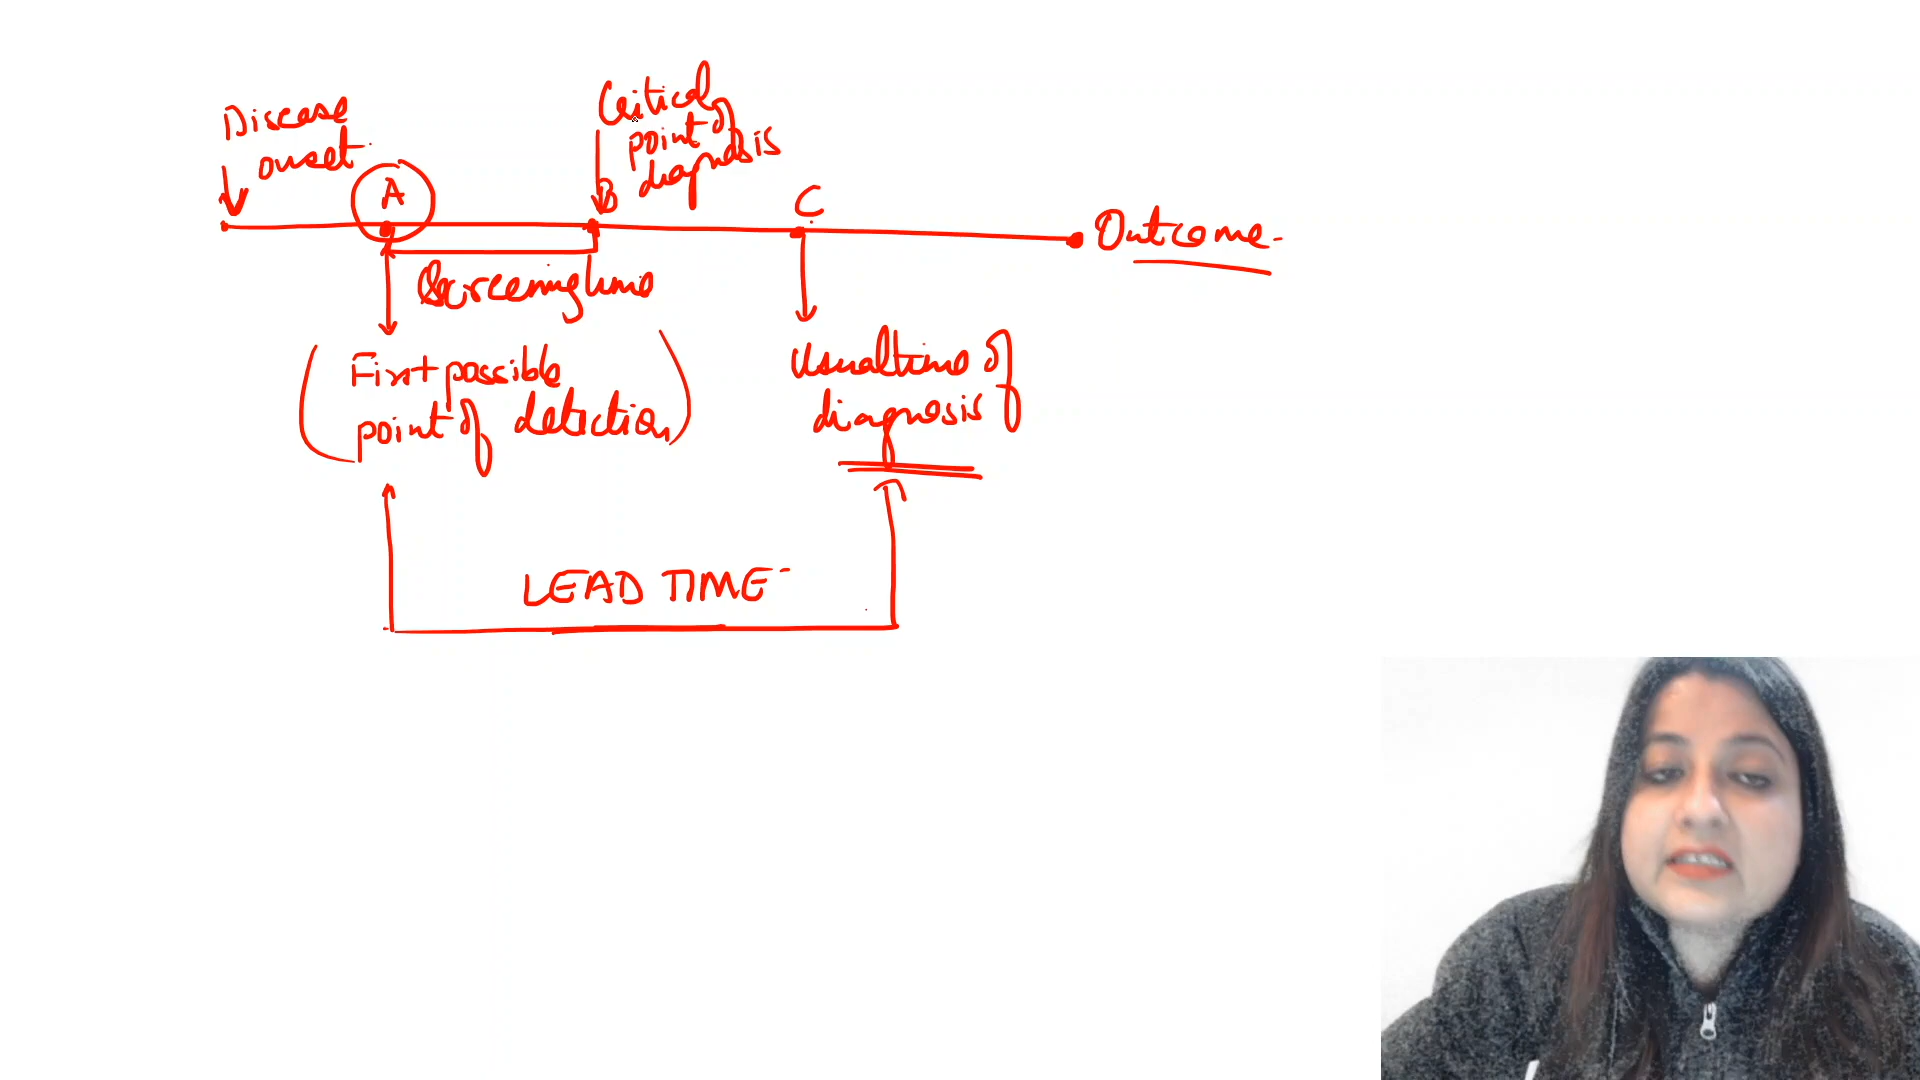 Disease
onset
Critical
point of
diagnosis
A
B
C
Outcome
Screening time
First possible
point of detection
Usual time of
diagnosis
LEAD TIME